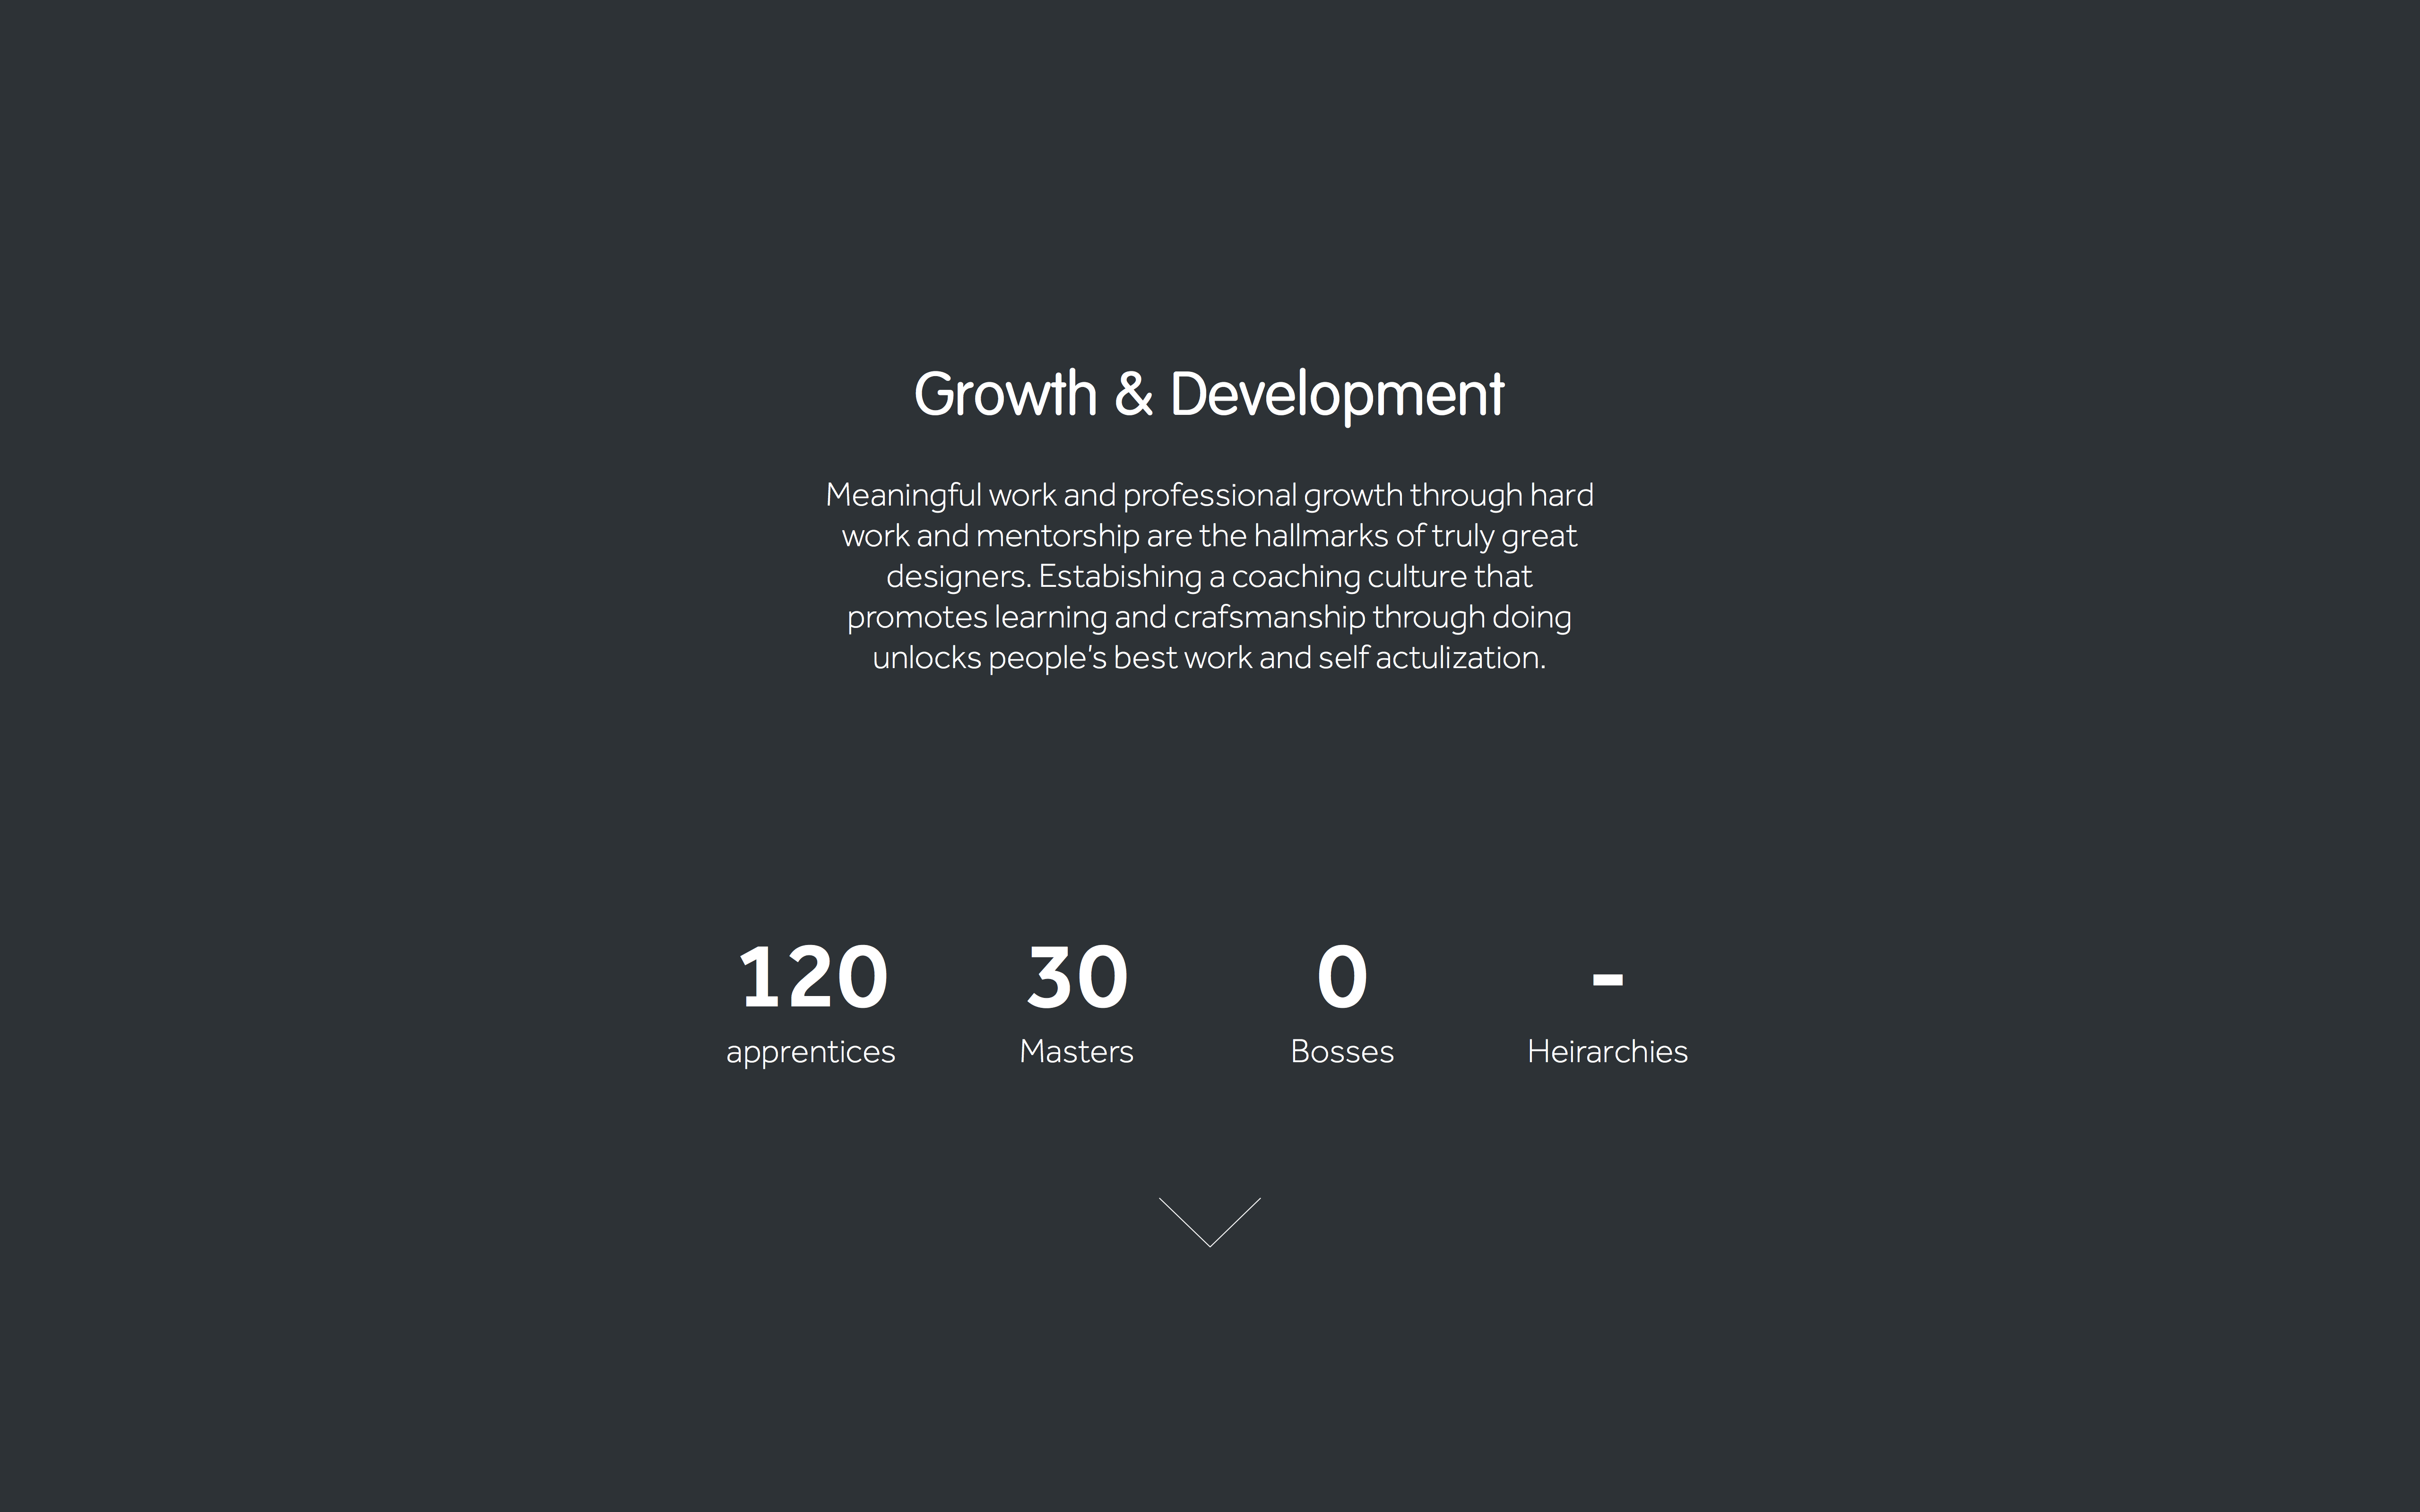 Growth & Development
Meaningful work and professional growth through hard
work and mentorship are the hallmarks of truly great
designers. Estabishing a coaching culture that
promotes learning and crafsmanship through doing
unlocks people's best work and self actulization.
120 30 0 -
apprentices Masters Bosses Heirarchies